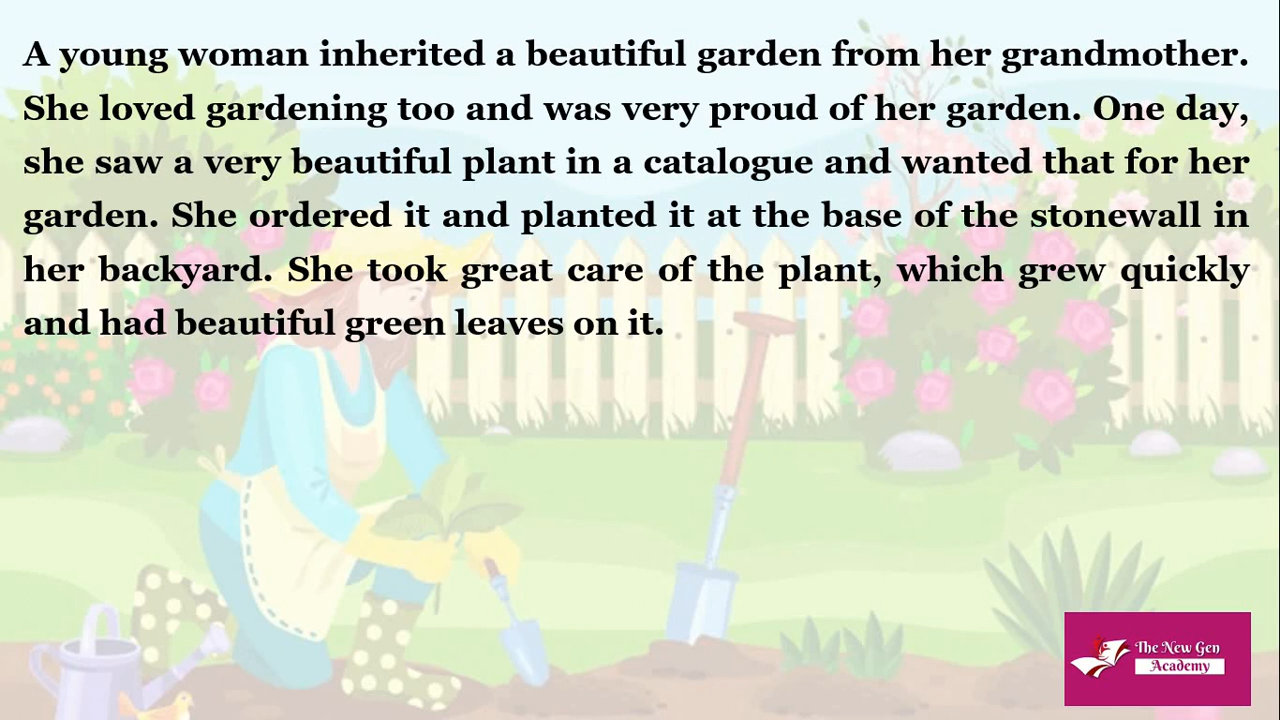 A young woman inherited a beautiful garden from her grandmother.
She loved gardening too and was very proud of her garden. One day,
she saw a very beautiful plant in a catalogue and wanted that for her
garden. She ordered it and planted it at the base of the stonewall in
her backyard. She took great care of the plant, which grew quickly
and had beautiful green leaves on it.
The New Gen
Academy